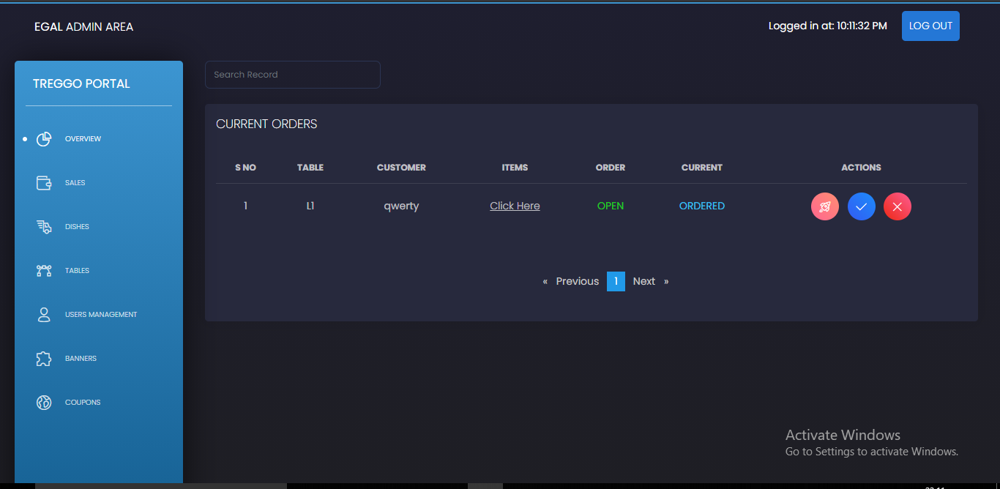 EGAL ADMIN AREA
Logged in at: 10:11:32 PM
LOG OUT
TREGGO PORTAL
OVERVIEW
SALES
DISHES
TABLES
USERS MANAGEMENT
BANNERS
COUPONS
Search Record
CURRENT ORDERS
S NO TABLE CUSTOMER ITEMS ORDER CURRENT ACTIONS
1 L1 qwerty Click Here OPEN ORDERED
« Previous 1 Next »
Activate Windows
Go to Settings to activate Windows.